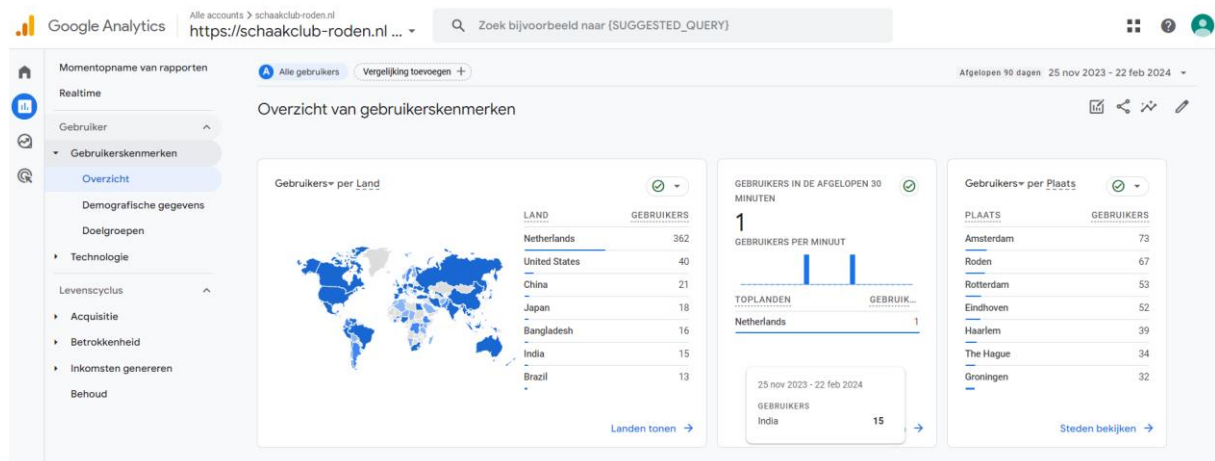 Google Analytics
Alle accounts > schaakclub-roden.nl
https://schaakclub-roden.nl ...
Zoek bijvoorbeeld naar {SUGGESTED_QUERY}
Momentopname van rapporten
Realtime
Gebruiker
Gebruikerskenmerken
Overzicht
Demografische gegevens
Doelgroepen
Technologie
Levenscyclus
Acquisitie
Betrokkenheid
Inkomsten genereren
Behoud
A Alle gebruikers Vergelijking toevoegen +
Afgelopen 90 dagen 25 nov 2023 - 22 feb 2024
Overzicht van gebruikerskenmerken
Gebruikers per Land
LAND GEBRUIKERS
Netherlands 362
United States 40
China 21
Japan 18
Bangladesh 16
India 15
Brazil 13
Landen tonen →
GEBRUIKERS IN DE AFGELOPEN 30
MINUTEN
1
GEBRUIKERS PER MINUUT
TOPLANDEN GEBRUIK...
Netherlands 1
25 nov 2023 - 22 feb 2024
GEBRUIKERS
India 15
Gebruikers per Plaats
PLAATS GEBRUIKERS
Amsterdam 73
Roden 67
Rotterdam 53
Eindhoven 52
Haarlem 39
The Hague 34
Groningen 32
Steden bekijken →